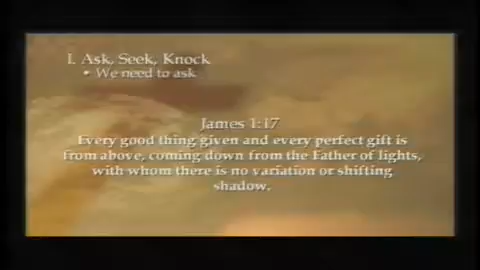 I. Ask, Seek, Knock
• We need to ask
James 1:17
Every good thing given and every perfect gift is
from above, coming down from the Father of lights,
with whom there is no variation or shifting
shadow.